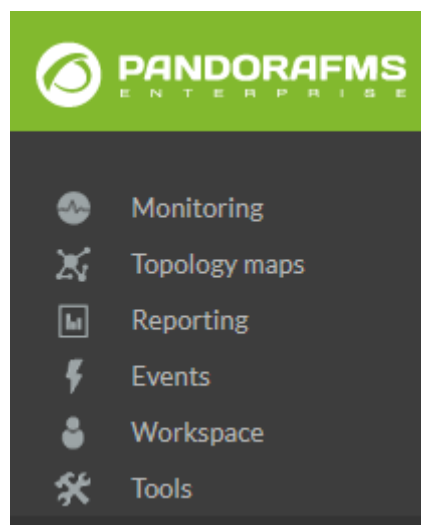 PANDORAFMS
ENTERPRISE
Monitoring
Topology maps
Reporting
Events
Workspace
Tools